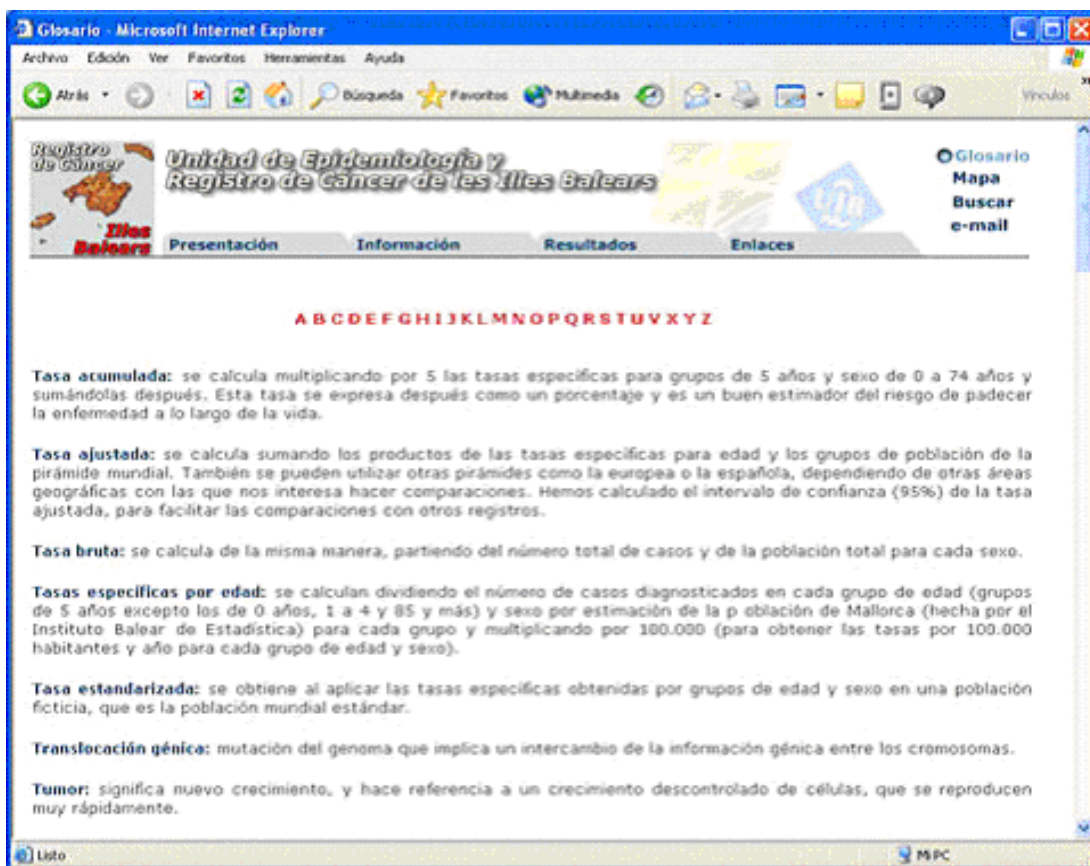 Glosario - Microsoft Internet Explorer
Archivo Edición Ver Favoritos Herramientas Ayuda
Atrás Búsqueda Favoritos Multimedia Vínculos
Registro de Càncer Illes Balears
Unidad de Epidemiología y
Registro de Càncer de les Illes Balears
Glosario
Mapa
Buscar
e-mail
Presentación Información Resultados Enlaces
A B C D E F G H I J K L M N O P Q R S T U V X Y Z
Tasa acumulada: se calcula multiplicando por 5 las tasas especificas para grupos de 5 años y sexo de 0 a 74 años y
sumándolas después. Esta tasa se expresa después como un porcentaje y es un buen estimador del riesgo de padecer
la enfermedad a lo largo de la vida.
Tasa ajustada: se calcula sumando los productos de las tasas específicas para edad y los grupos de población de la
pirámide mundial. También se pueden utilizar otras pirámides como la europea o la española, dependiendo de otras áreas
geográficas con las que nos interesa hacer comparaciones. Hemos calculado el intervalo de confianza (95%) de la tasa
ajustada, para facilitar las comparaciones con otros registros.
Tasa bruta: se calcula de la misma manera, partiendo del número total de casos y de la población total para cada sexo.
Tasas específicas por edad: se calculan dividiendo el número de casos diagnosticados en cada grupo de edad (grupos
de 5 años excepto los de 0 años, 1 a 4 y 85 y más) y sexo por estimación de la p oblación de Mallorca (hecha por el
Instituto Balear de Estadística) para cada grupo y multiplicando por 100.000 (para obtener las tasas por 100.000
habitantes y año para cada grupo de edad y sexo).
Tasa estandarizada: se obtiene al aplicar las tasas específicas obtenidas por grupos de edad y sexo en una población
ficticia, que es la población mundial estándar.
Translocación génica: mutación del genoma que implica un intercambio de la información génica entre los cromosomas.
Tumor: significa nuevo crecimiento, y hace referencia a un crecimiento descontrolado de células, que se reproducen
muy rápidamente.
Listo Mi PC